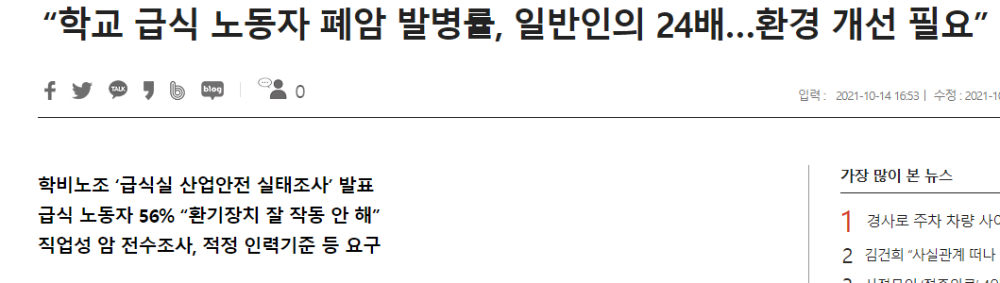 “학교 급식 노동자 폐암 발병률, 일반인의 24배…환경 개선 필요”
TALK blog 0
입력 : 2021-10-14 16:53 | 수정 : 2021-10
학비노조 ‘급식실 산업안전 실태조사’ 발표
급식 노동자 56% “환기장치 잘 작동 안 해”
직업성 암 전수조사, 적정 인력기준 등 요구
가장 많이 본 뉴스
1 경사로 주차 차량 사이
2 김건희 “사실관계 떠나